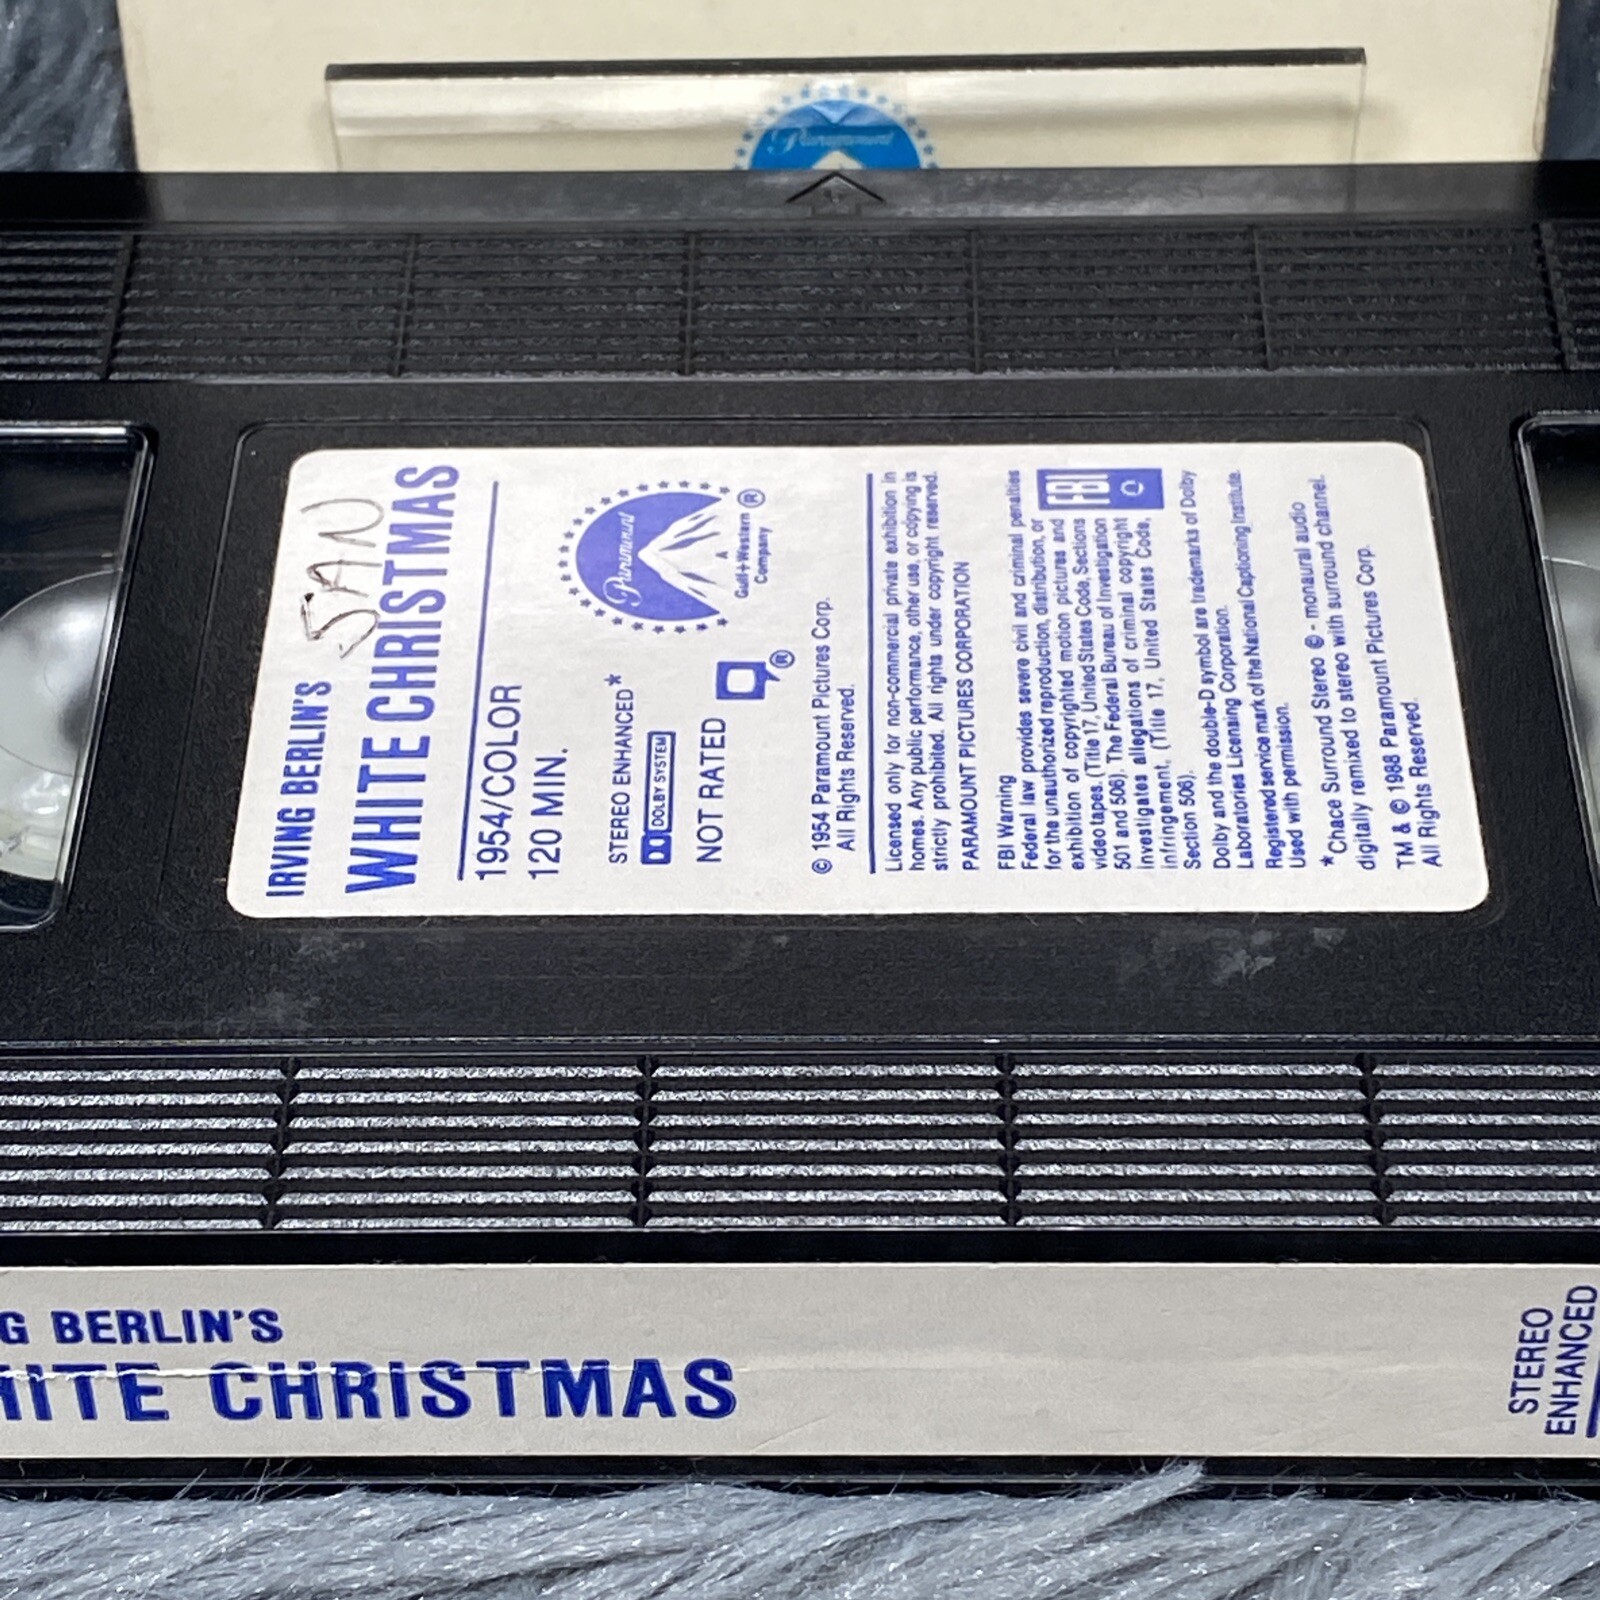 Paramount
SAN
IRVING BERLIN'S
WHITE CHRISTMAS
1954/COLOR
120 MIN.
STEREO ENHANCED*
DOLBY SYSTEM
NOT RATED
®
Paramount
A
Gulf+Western
Company
®
© 1954 Paramount Pictures Corp.
All Rights Reserved.
Licensed only for non-commercial private exhibition in
homes. Any public performance, other use, or copying is
strictly prohibited. All rights under copyright reserved.
PARAMOUNT PICTURES CORPORATION
FBI Warning
Federal law provides severe civil and criminal penalties
for the unauthorized reproduction, distribution, or
exhibition of copyrighted motion pictures and
videotapes. (Title 17, United States Code, Sections
501 and 506). The Federal Bureau of Investigation
investigates allegations of criminal copyright
infringement, (Title 17, United States Code,
Section 506).
FBI
Dolby and the double-D symbol are trademarks of Dolby
Laboratories Licensing Corporation.
Registered service mark of the National Captioning Institute.
Used with permission.
*Chace Surround Stereo © - monaural audio
digitally remixed to stereo with surround channel.
TM & © 1988 Paramount Pictures Corp.
All Rights Reserved.
G BERLIN'S
HITE CHRISTMAS
STEREO
ENHANCED